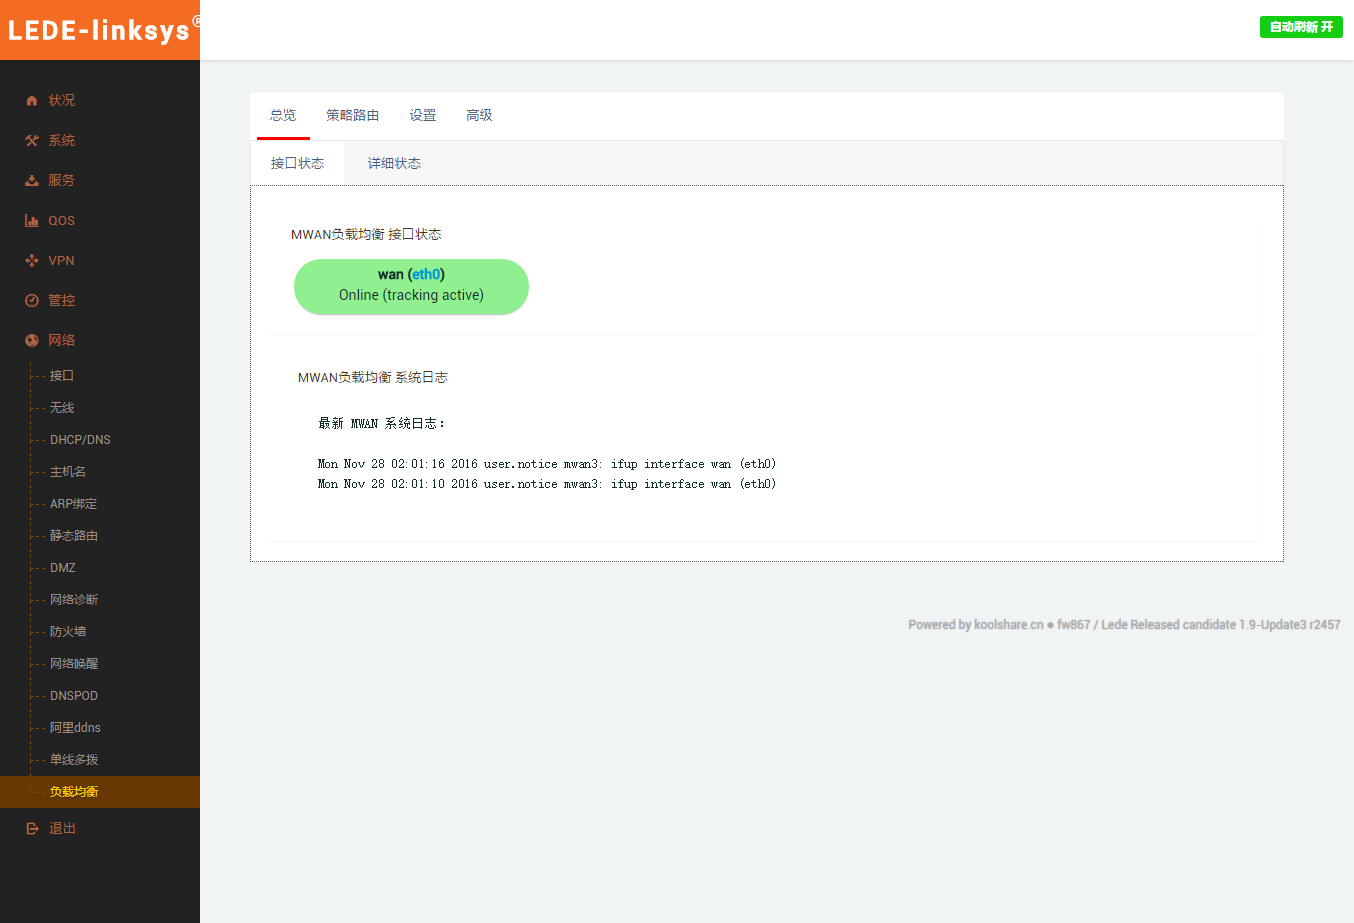 LEDE-linksys®
自动刷新 开
状况
系统
服务
QOS
VPN
管控
网络
接口
无线
DHCP/DNS
主机名
ARP绑定
静态路由
DMZ
网络诊断
防火墙
网络唤醒
DNSPOD
阿里ddns
单线多拨
负载均衡
退出
总览 策略路由 设置 高级
接口状态 详细状态
MWAN负载均衡 接口状态
wan (eth0)
Online (tracking active)
MWAN负载均衡 系统日志
最新 MWAN 系统日志:
Mon Nov 28 02:01:16 2016 user.notice mwan3: ifup interface wan (eth0)
Mon Nov 28 02:01:10 2016 user.notice mwan3: ifup interface wan (eth0)
Powered by koolshare.cn ● fw867 / Lede Released candidate 1.9-Update3 r2457